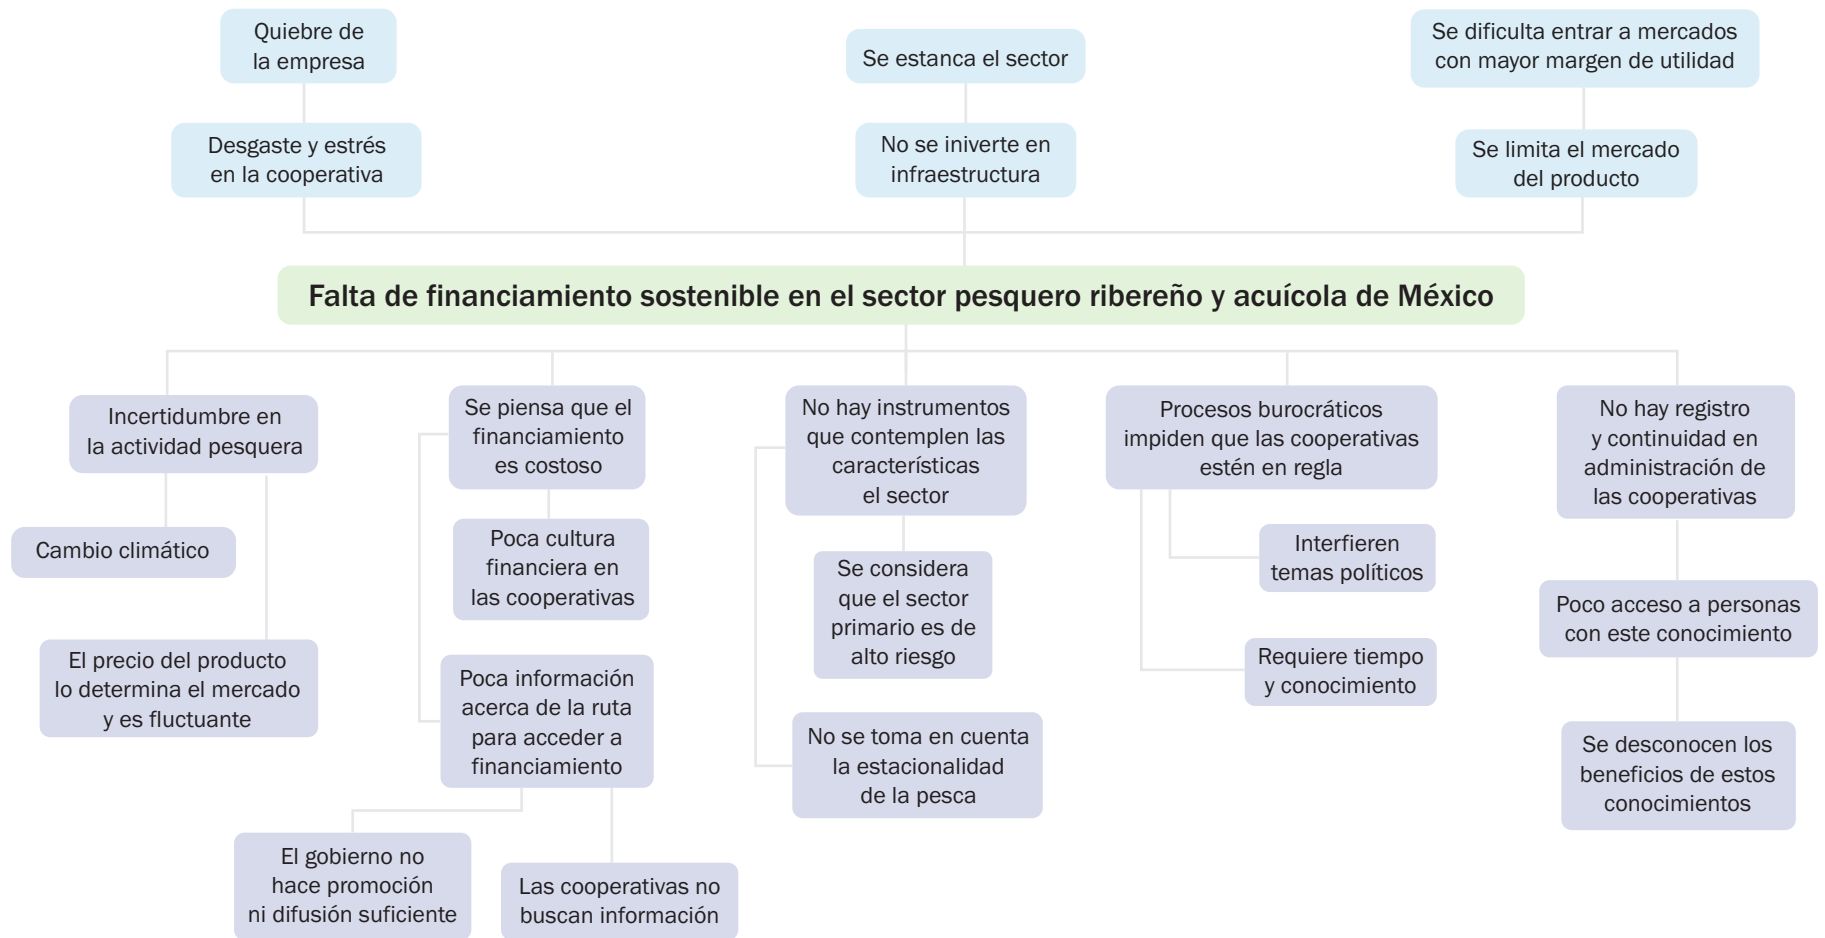 Quiebre de
la empresa
Se estanca el sector
Se dificulta entrar a mercados
con mayor margen de utilidad
Desgaste y estrés
en la cooperativa
No se iniverte en
infraestructura
Se limita el mercado
del producto
Falta de financiamiento sostenible en el sector pesquero ribereño y acuícola de México
Incertidumbre en
la actividad pesquera
Cambio climático
El precio del producto
lo determina el mercado
y es fluctuante
Se piensa que el
financiamiento
es costoso
Poca cultura
financiera en
las cooperativas
Poca información
acerca de la ruta
para acceder a
financiamiento
El gobierno no
hace promoción
ni difusión suficiente
Las cooperativas no
buscan información
No hay instrumentos
que contemplen las
características
el sector
Se considera
que el sector
primario es de
alto riesgo
No se toma en cuenta
la estacionalidad
de la pesca
Procesos burocráticos
impiden que las cooperativas
estén en regla
Interfieren
temas políticos
Requiere tiempo
y conocimiento
No hay registro
y continuidad en
administración de
las cooperativas
Poco acceso a personas
con este conocimiento
Se desconocen los
beneficios de estos
conocimientos